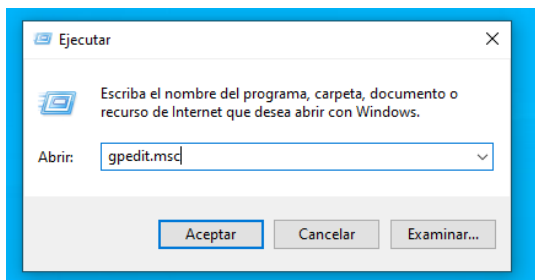 Ejecutar
Escriba el nombre del programa, carpeta, documento o
recurso de Internet que desea abrir con Windows.
Abrir:
gpedit.msc
Aceptar
Cancelar
Examinar...